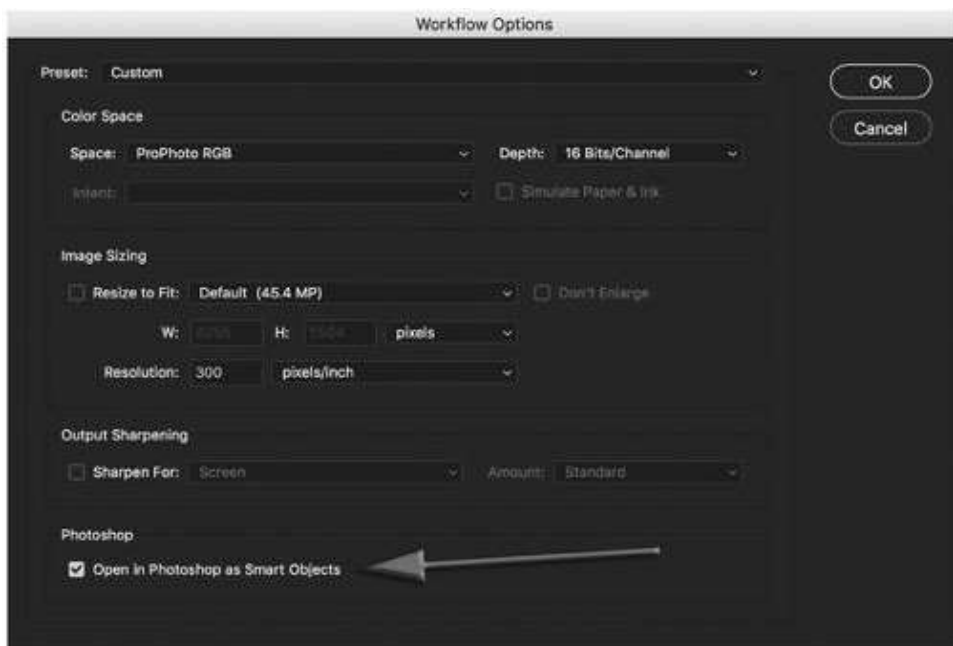 Workflow Options
Preset: Custom
OK
Color Space
Cancel
Space: ProPhoto RGB Depth: 16 Bits/Channel
Intent: Simulate Paper & Ink
Image Sizing
Resize to Fit: Default (45.4 MP) Don't Enlarge
W: H: pixels
Resolution: 300 pixels/inch
Output Sharpening
Sharpen For: Screen Amount: Standard
Photoshop
Open in Photoshop as Smart Objects